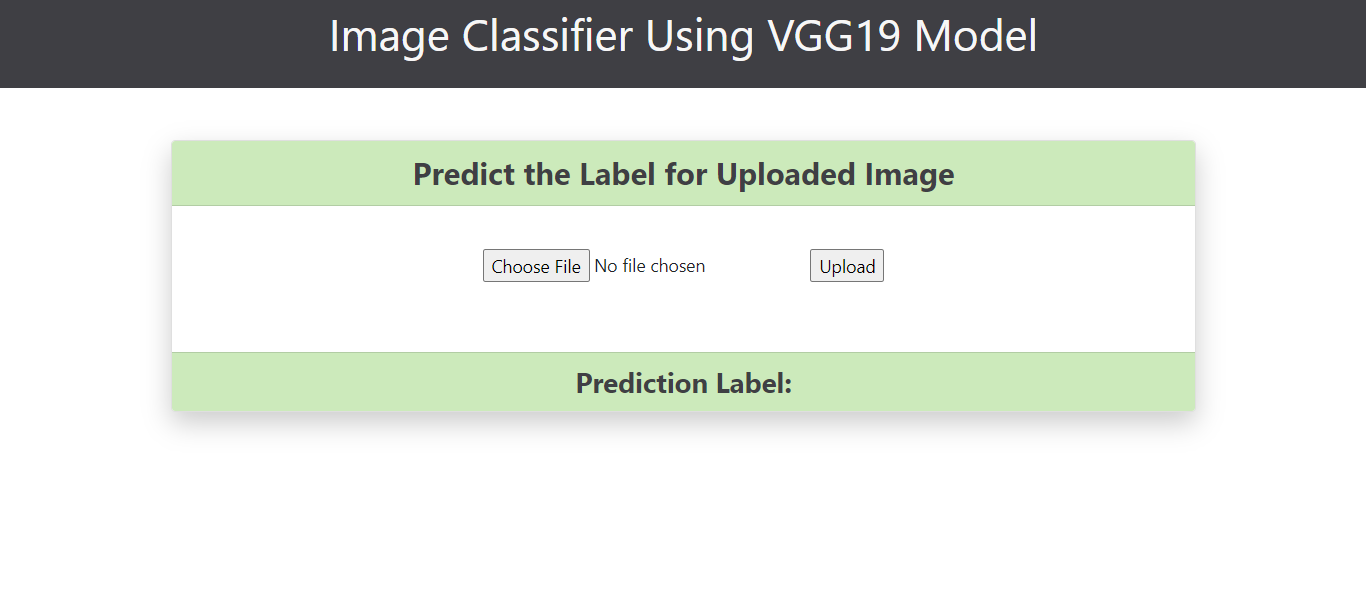 Image Classifier Using VGG19 Model
Predict the Label for Uploaded Image
Choose File No file chosen Upload
Prediction Label: